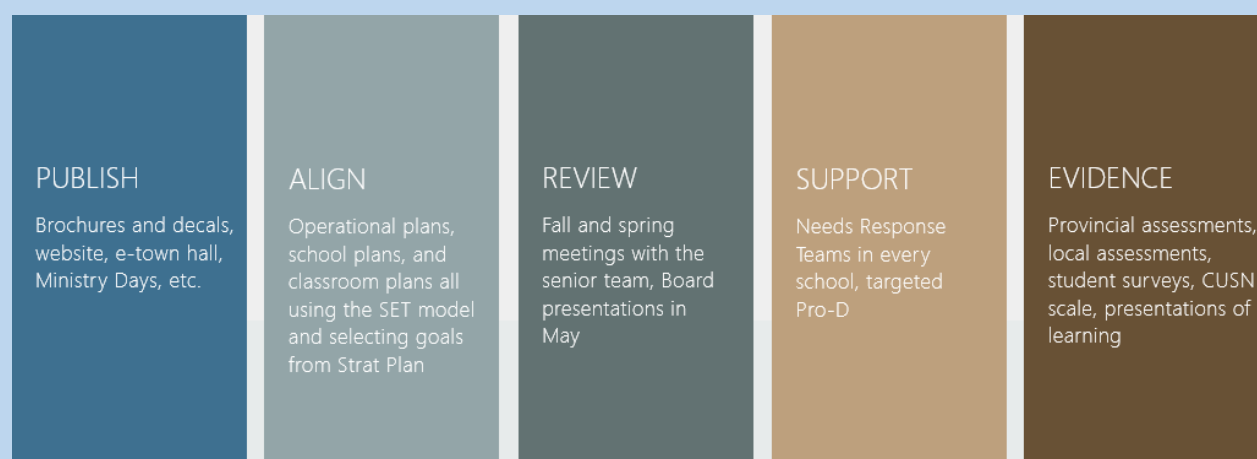 PUBLISH
Brochures and decals,
website, e-town hall,
Ministry Days, etc.
ALIGN
Operational plans,
school plans, and
classroom plans all
using the SET model
and selecting goals
from Strat Plan
REVIEW
Fall and spring
meetings with the
senior team, Board
presentations in
May
SUPPORT
Needs Response
Teams in every
school, targeted
Pro-D
EVIDENCE
Provincial assessments,
local assessments,
student surveys, CUSN
scale, presentations of
learning